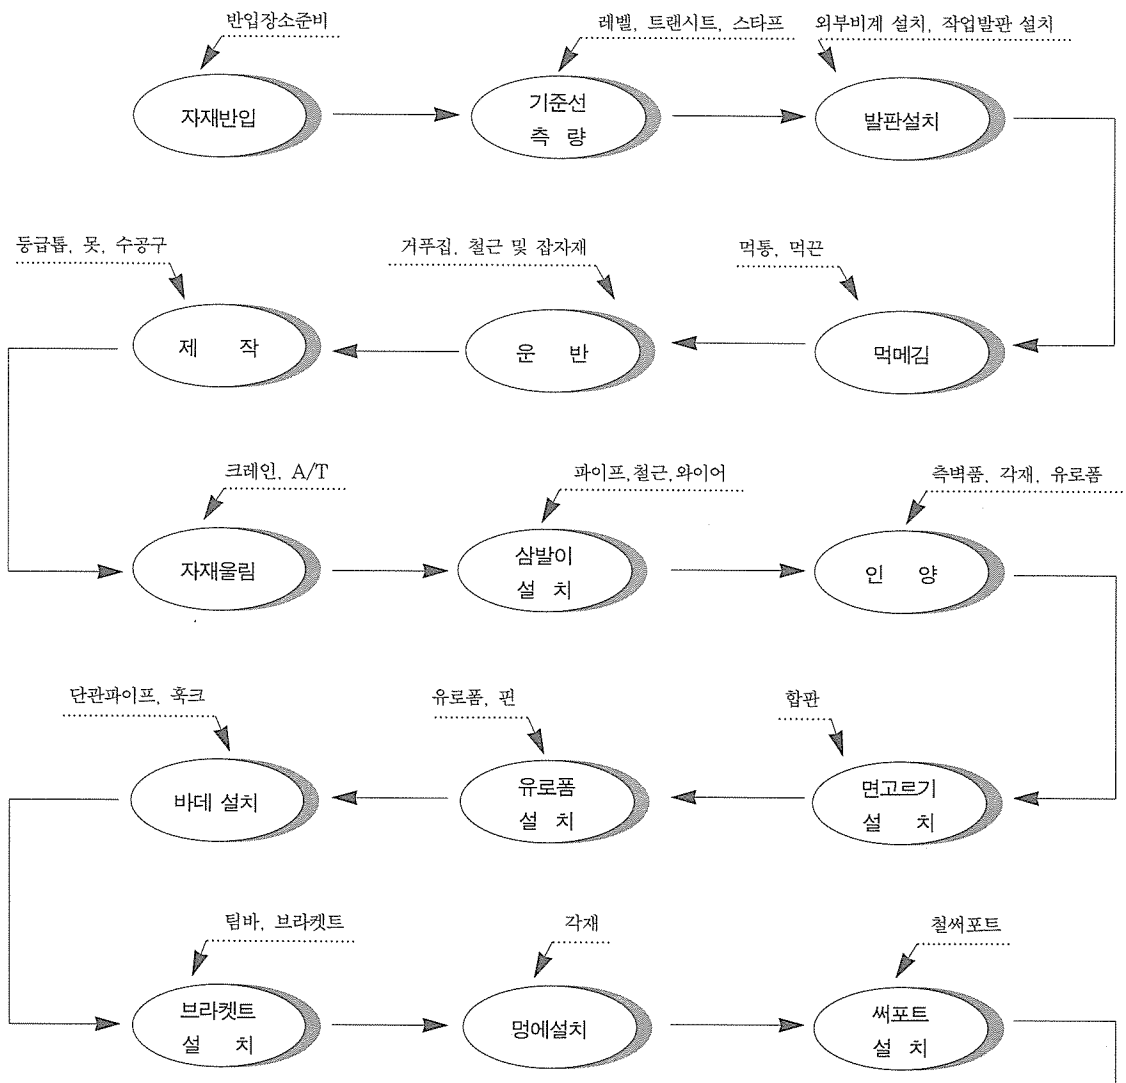 반입장소준비
레벨, 트랜시트, 스타프
외부비계 설치, 작업발판 설치
자재반입
기준선
측 량
발판설치
등급톱, 못, 수공구
거푸집, 철근 및 잡자재
먹통, 먹끈
제 작
운 반
먹메김
크레인, A/T
파이프,철근,와이어
측벽품, 각재, 유로폼
자재울림
삼발이
설 치
인 양
단관파이프, 훅크
유로폼, 핀
합판
바데 설치
유로폼
설 치
면고르기
설 치
팀바, 브라켓트
각재
철써포트
브라켓트
설 치
멍에설치
써포트
설 치